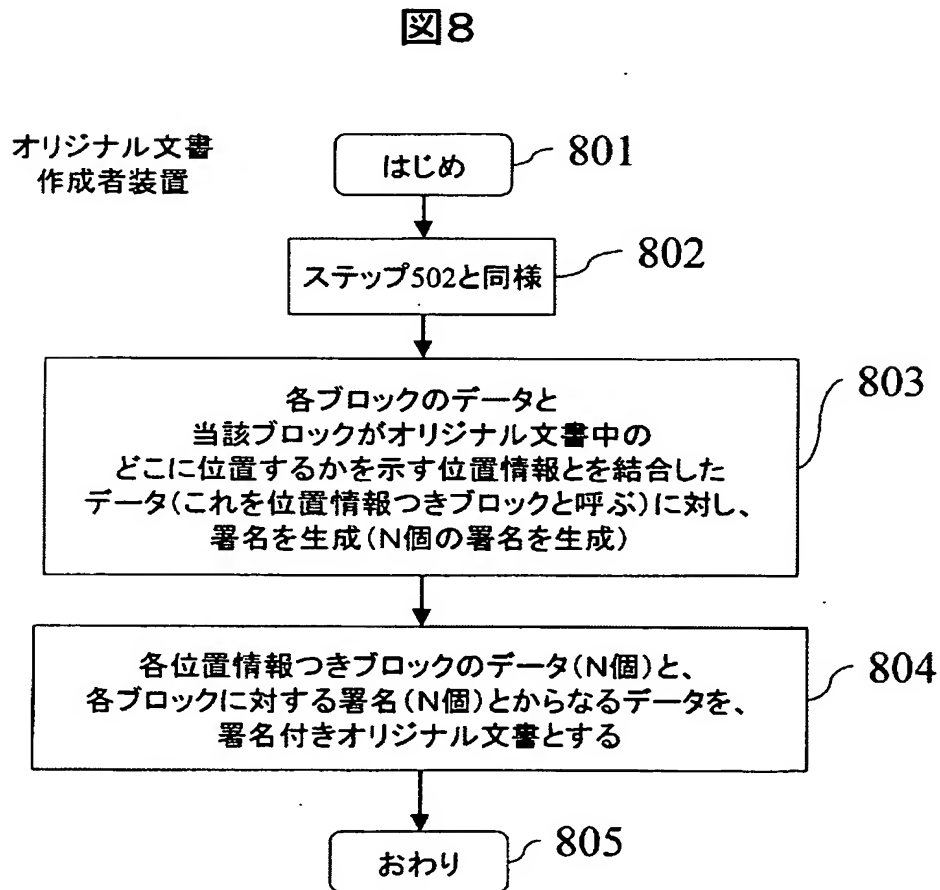 図8
オリジナル文書
作成者装置
はじめ
801
ステップ502と同様
802
各ブロックのデータと
当該ブロックがオリジナル文書中の
どこに位置するかを示す位置情報とを結合した
データ(これを位置情報つきブロックと呼ぶ)に対し、
署名を生成(N個の署名を生成)
803
各位置情報つきブロックのデータ(N個)と、
各ブロックに対する署名(N個)とからなるデータを、
署名付きオリジナル文書とする
804
おわり
805